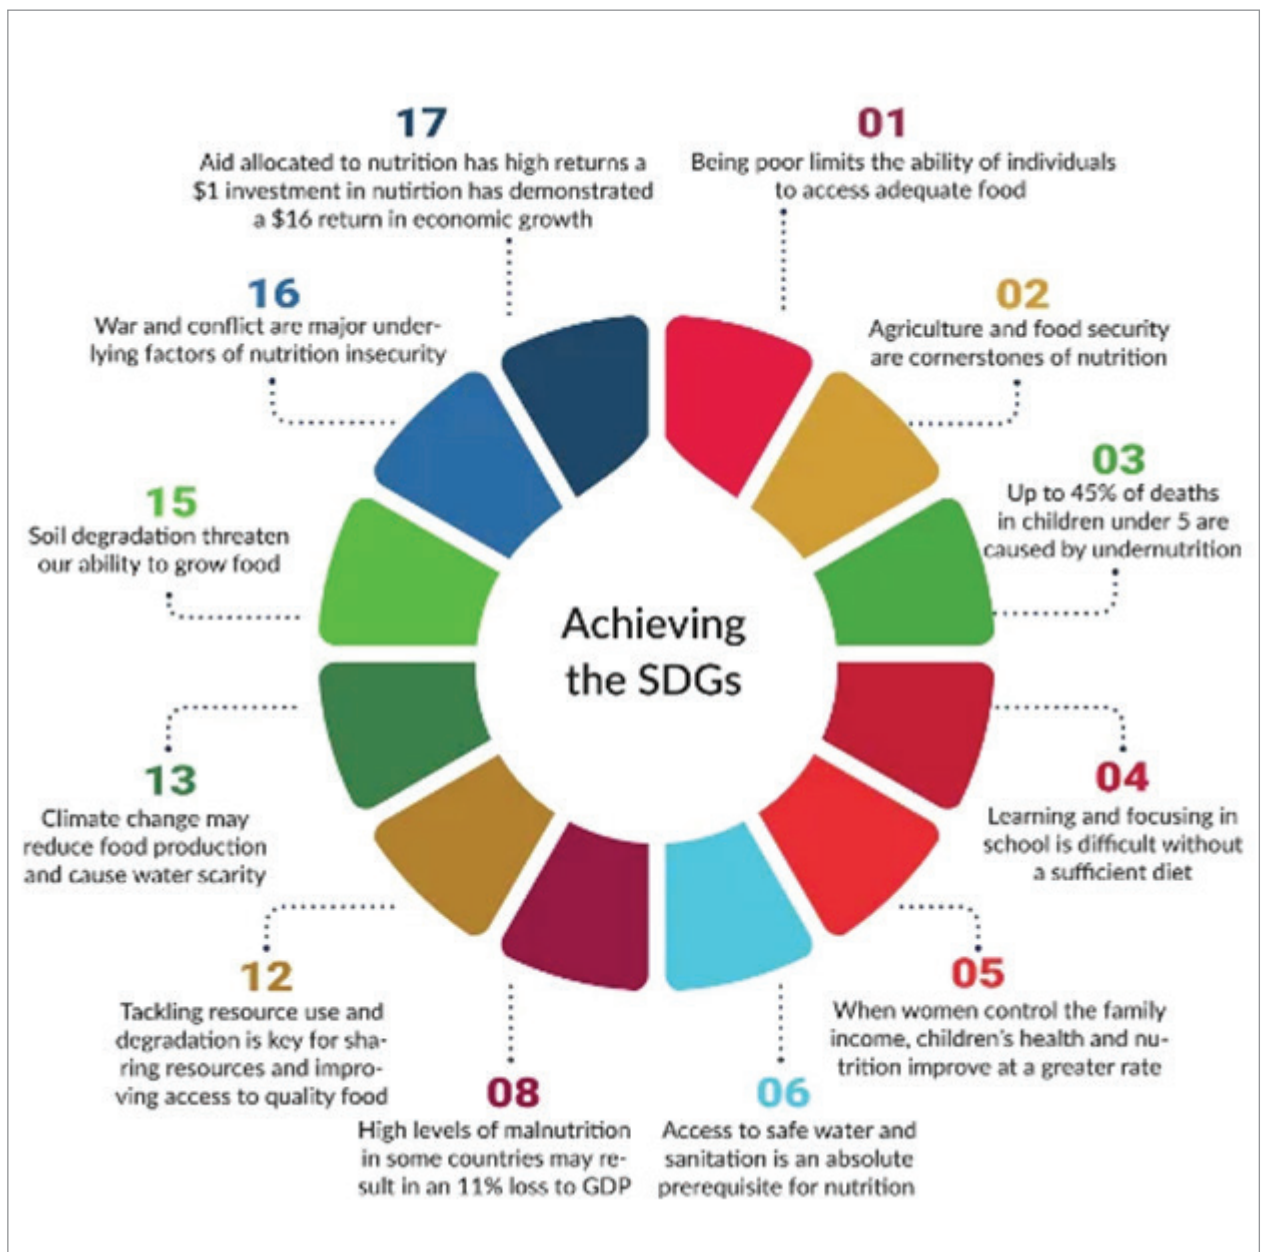 17
Aid allocated to nutrition has high returns a
$1 investment in nutirtion has demonstrated
a $16 return in economic growth
01
Being poor limits the ability of individuals
to access adequate food
16
War and conflict are major under-
lying factors of nutrition insecurity
02
Agriculture and food security
are cornerstones of nutrition
03
Up to 45% of deaths
in children under 5 are
caused by undernutrition
15
Soil degradation threaten
our ability to grow food
Achieving
the SDGs
13
Climate change may
reduce food production
and cause water scarity
04
Learning and focusing in
school is difficult without
a sufficient diet
12
Tackling resource use and
degradation is key for sha-
ring resources and impro-
ving access to quality food
05
When women control the family
income, children's health and nu-
trition improve at a greater rate
08
High levels of malnutrition
in some countries may re-
sult in an 11% loss to GDP
06
Access to safe water and
sanitation is an absolute
prerequisite for nutrition